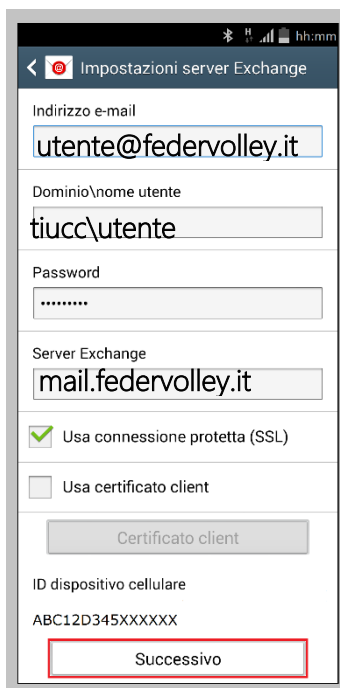 H hh:mm
Impostazioni server Exchange
Indirizzo e-mail
utente@federvolley.it
Dominio\nome utente
tiucc\utente
Password
•••••••••
Server Exchange
mail.federvolley.it
Usa connessione protetta (SSL)
Usa certificato client
Certificato client
ID dispositivo cellulare
ABC12D345XXXXXX
Successivo